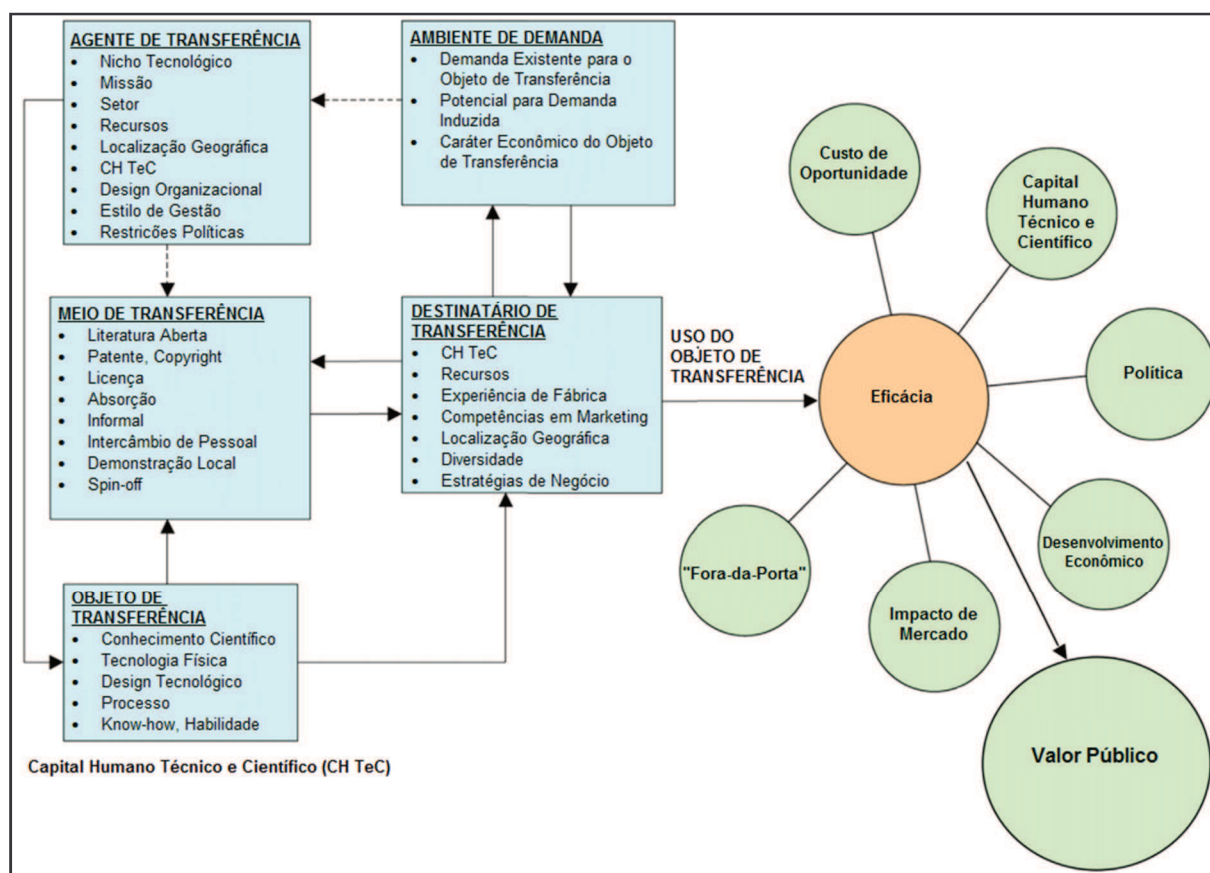 AGENTE DE TRANSFERÊNCIA
• Nicho Tecnológico
• Missão
• Setor
• Recursos
• Localização Geográfica
• CH TeC
• Design Organizacional
• Estilo de Gestão
• Restricões Políticas
AMBIENTE DE DEMANDA
• Demanda Existente para o
Objeto de Transferência
• Potencial para Demanda
Induzida
• Caráter Econômico do Objeto
de Transferência
MEIO DE TRANSFERÊNCIA
• Literatura Aberta
• Patente, Copyright
• Licença
• Absorção
• Informal
• Intercâmbio de Pessoal
• Demonstração Local
• Spin-off
DESTINATÁRIO DE
TRANSFERÊNCIA
• CH TeC
• Recursos
• Experiência de Fábrica
• Competências em Marketing
• Localização Geográfica
• Diversidade
• Estratégias de Negócio
OBJETO DE
TRANSFERÊNCIA
• Conhecimento Científico
• Tecnologia Física
• Design Tecnológico
• Processo
• Know-how, Habilidade
Capital Humano Técnico e Científico (CH TeC)
USO DO
OBJETO DE
TRANSFERÊNCIA
Eficácia
Custo de
Oportunidade
Capital
Humano
Técnico e
Científico
Política
Desenvolvimento
Econômico
Impacto de
Mercado
"Fora-da-Porta"
Valor Público